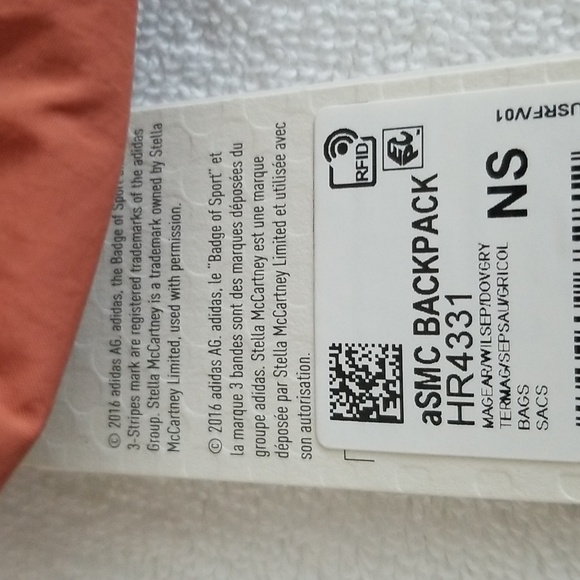 © 2016 adidas AG. adidas, the Badge of Sport
3-Stripes mark are registered trademarks of the adidas
Group. Stella McCartney is a trademark owned by Stella
McCartney Limited, used with permission.
© 2016 adidas AG. adidas, le "Badge of Sport" et
la marque 3 bandes sont des marques déposées du
groupe adidas. Stella McCartney est une marque
déposée par Stella McCartney Limited et utilisée avec
son autorisation.
RFID
aSMC BACKPACK
HR4331
MAGEAR/WILSEP/DOVGRY
TERMAG/SEPSAU/GRICOL
BAGS
SACS
NS
USRF/V01